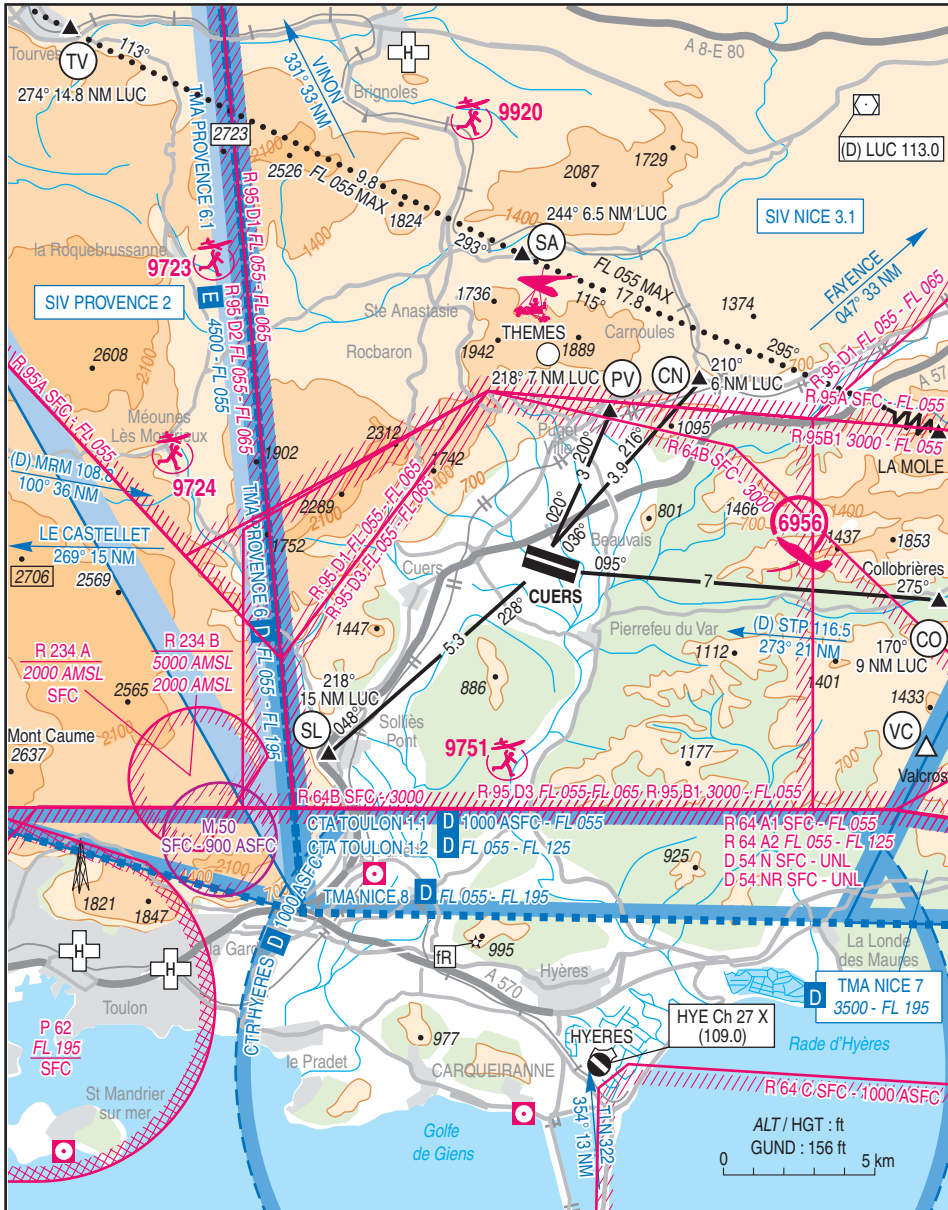 Tourves
TV
113°
274° 14.8 NM LUC
TMA PROVENCE 6.1
VINON
331° 33 NM
H
Brignoles
A 8-E 80
9920
(D) LUC 113.0
2723
2100
2526
9.8
FL 055 MAX
1824
2087
1729
1400
1400
244° 6.5 NM LUC
SIV NICE 3.1
la Roquebrussanne
9723
293°
SA
R 95 D1 FL 055 - FL 065
FL 055 MAX
115°
17.8
FAYENCE
047° 33 NM
SIV PROVENCE 2
E
4500 - FL 055
R 95 D2 FL 055 - FL 065
1736
Ste Anastasie
THEMES
Carnoules
1374
295°
2608
Rocbaron
1942
1889
218° 7 NM LUC
PV
CN
210°
6 NM LUC
700
R 95 D1 FL 055 - FL 065
A 57
R 95A SFC - FL 055
R 95A SFC - FL 055
R 95B1 3000 - FL 055
LA MOLE
Méounes
Lès Montrieux
2312
2100
Puget
Ville
1095
R 64B SFC - 3000
(D) MRM 108.8
100° 36 NM
9724
1902
1742
700
3
200°
3.9
216°
020°
036°
2289
801
1466
700
6956
1400
1437
1853
LE CASTELLET
269° 15 NM
1752
R 95 D1 FL 055 - FL 065
R 95 D3 FL 055 - FL 065
Cuers
Beauvais
095°
CUERS
7
Collobrières
275°
2706
2569
TMA PROVENCE 6
D
FL 055 - FL 195
1447
5.3
228°
Pierrefeu du Var
(D) STP 116.5
273° 21 NM
1112
1401
CO
170°
9 NM LUC
R 234 A
2000 AMSL
SFC
R 234 B
5000 AMSL
2000 AMSL
2565
2100
218°
15 NM LUC
886
1433
Mont Caume
2637
SL
048°
Solliès
Pont
9751
1177
700
VC
Valcros
R 64B SFC - 3000
R 95 D3 FL 055-FL 065
R 95 B1 3000 - FL 055
M 50
SFC - 900 ASFC
CTA TOULON 1.1
D
1000 ASFC - FL 055
CTA TOULON 1.2
D
FL 055 - FL 125
R 64 A1 SFC - FL 055
R 64 A2 FL 055 - FL 125
D 54 N SFC - UNL
D 54 NR SFC - UNL
1400
2100
700
925
1821
1847
TMA NICE 8
D
FL 055 - FL 195
CTR HYERES
D
1000 ASFC
la Garde
fR
995
H
H
Toulon
A 570
Hyères
La Londe
des Maures
D
TMA NICE 7
3500 - FL 195
P 62
FL 195
SFC
977
HYERES
HYE Ch 27 X
(109.0)
Rade d'Hyères
le Pradet
CARQUEIRANNE
St Mandrier
sur mer
Golfe
de Giens
354° 13 NM
TLN 322
R 64 C SFC - 1000 ASFC
ALT / HGT : ft
GUND : 156 ft
0
5 km